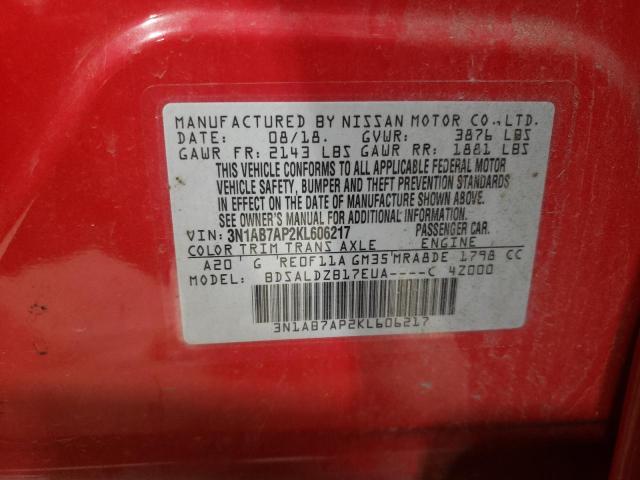 MANUFACTURED BY NISSAN MOTOR CO.,LTD.
DATE: 08/18. GVWR: 3876 LBS
GAWR FR: 2143 LBS GAWR RR: 1881 LBS
THIS VEHICLE CONFORMS TO ALL APPLICABLE FEDERAL MOTOR
VEHICLE SAFETY, BUMPER AND THEFT PREVENTION STANDARDS
IN EFFECT ON THE DATE OF MANUFACTURE SHOWN ABOVE.
SEE OWNER'S MANUAL FOR ADDITIONAL INFORMATION.
VIN: 3N1AB7AP2KL606217 PASSENGER CAR.
COLOR TRIM TRANS AXLE ENGINE
A20 G RE0F11A GM35 MRA8DE 1798 CC
MODEL: BDSALDZB17EUA----C 4Z000
3N1AB7AP2KL606217